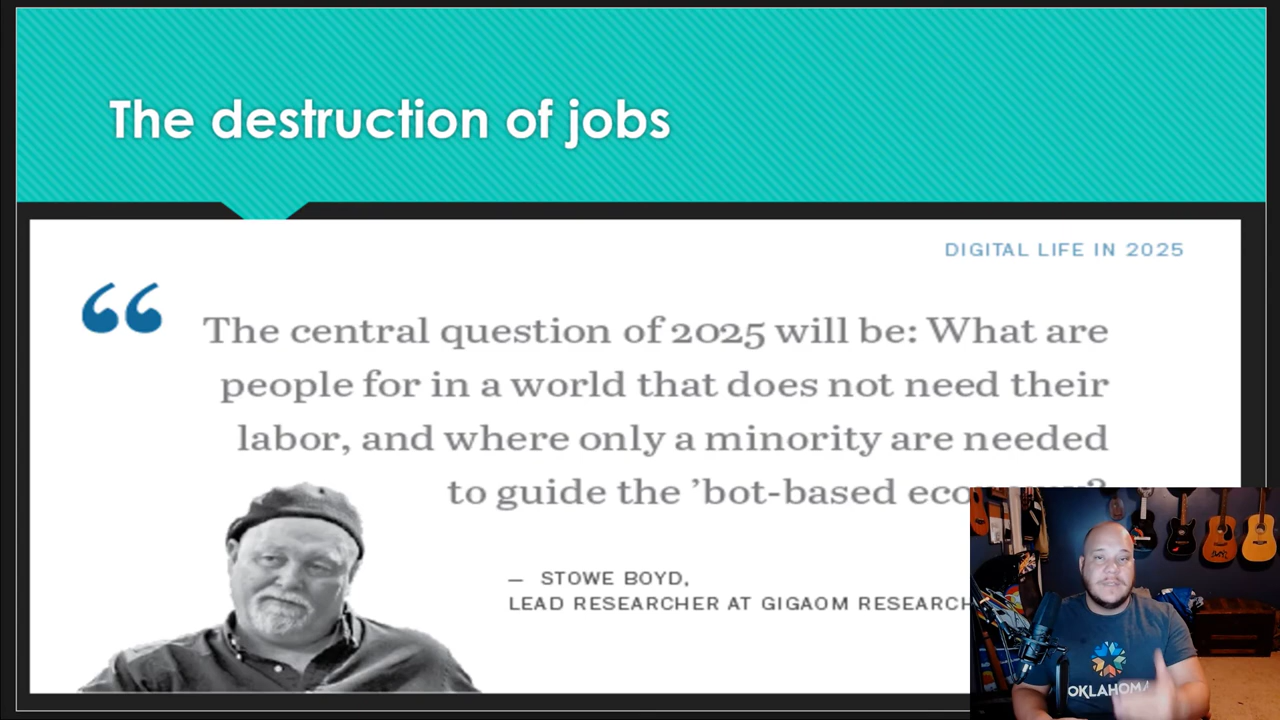 The destruction of jobs
DIGITAL LIFE IN 2025
“
The central question of 2025 will be: What are
people for in a world that does not need their
labor, and where only a minority are needed
to guide the ’bot-based
— STOWE BOYD,
LEAD RESEARCHER AT GIGAOM RESEARCH
OKLAHOMA